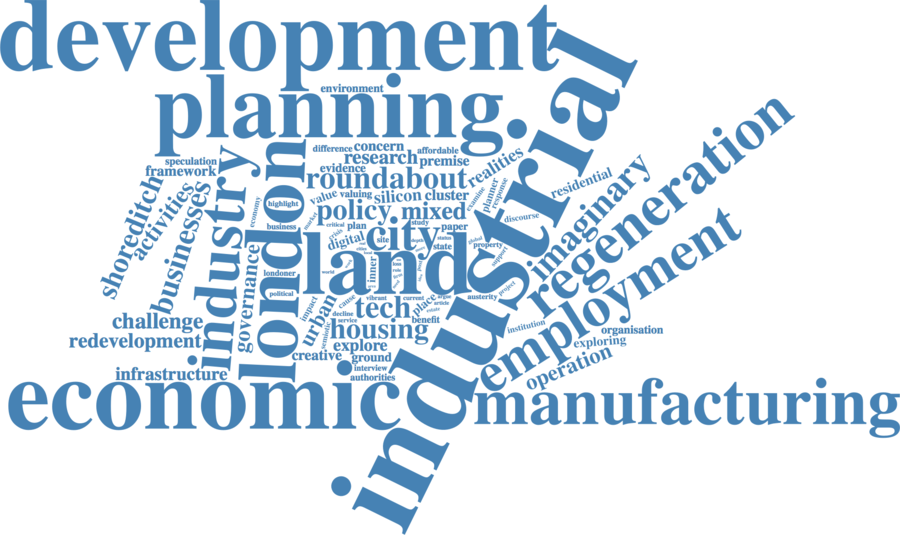 development
planning
environment
industrial
regeneration
employment
manufacturing
economic
london
land
industry
city
difference
concern
affordable
research
premise
evidence
realities
roundabout
value
valuing
silicon
cluster
policy
mixed
speculation
framework
shoreditch
activities
businesses
economy
highlight
business
market
critical
plan
study
paper
digital
crisis
site
status
state
depth
global
property
support
discourse
examine
planner
response
residential
imaginary
project
governance
londoner
political
world
inner
impact
cause
vibrant
current
argue
article
estate
place
austerity
decline
service
tech
benefit
urban
semiotic
housing
creative
explore
ground
interview
authorities
challenge
redevelopment
infrastructure
institution
organisation
exploring
operation